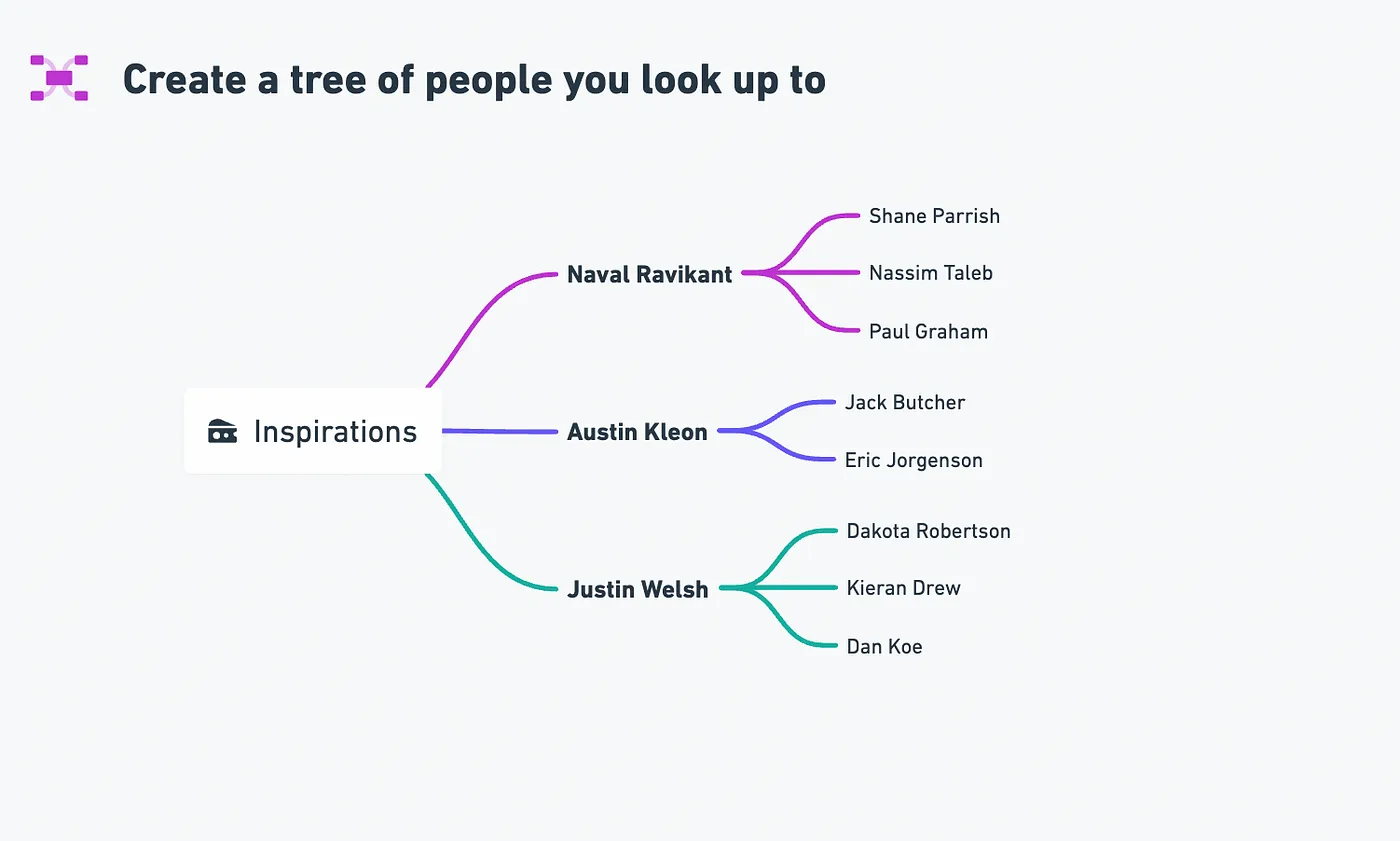 Create a tree of people you look up to
Inspirations
Naval Ravikant
Shane Parrish
Nassim Taleb
Paul Graham
Austin Kleon
Jack Butcher
Eric Jorgenson
Justin Welsh
Dakota Robertson
Kieran Drew
Dan Koe